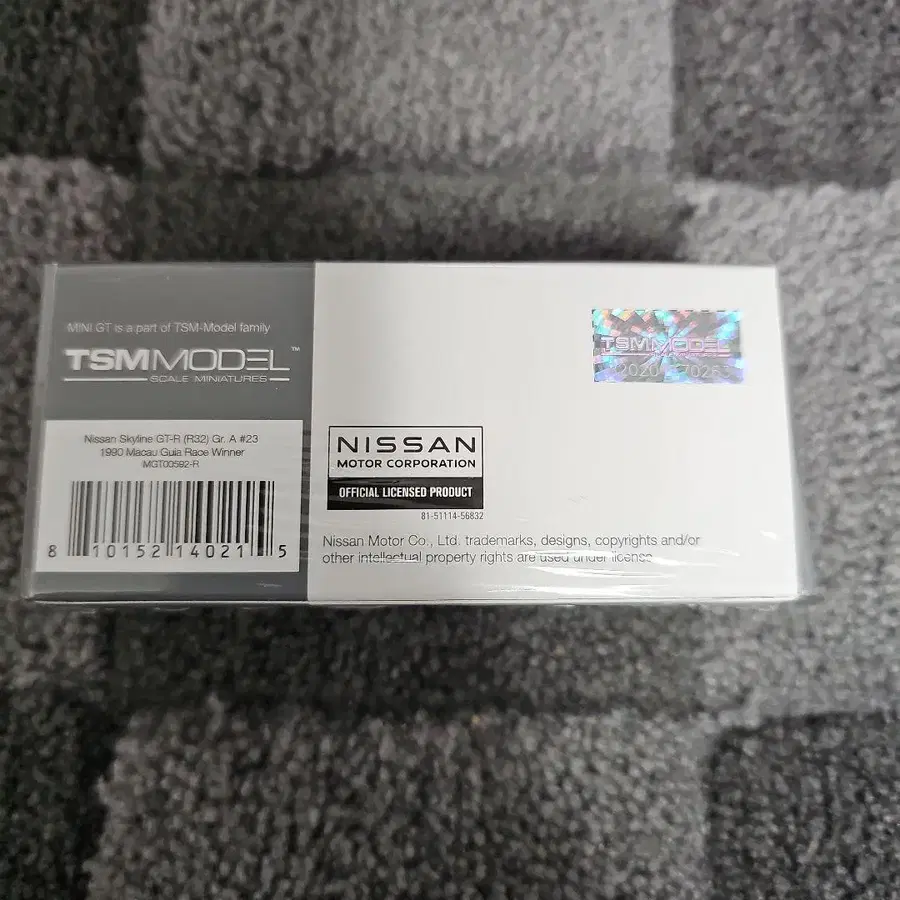 MINI GT is a part of TSM-Model family
TSMMODEL™
SCALE MINIATURES
Nissan Skyline GT-R (R32) Gr. A #23
1990 Macau Guia Race Winner
MGT00592-R
8 10152 14021 5
TSMMODEL
NISSAN
MOTOR CORPORATION
OFFICIAL LICENSED PRODUCT
81-51114-56832
Nissan Motor Co., Ltd. trademarks, designs, copyrights and/or
other intellectual property rights are used under license